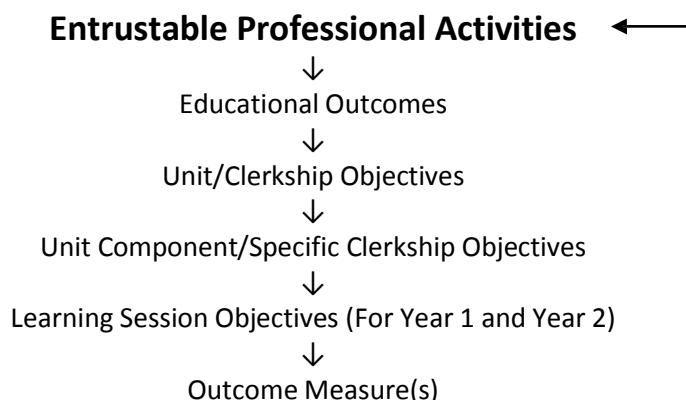 Entrustable Professional Activities
Educational Outcomes
Unit/Clerkship Objectives
Unit Component/Specific Clerkship Objectives
Learning Session Objectives (For Year 1 and Year 2)
Outcome Measure(s)